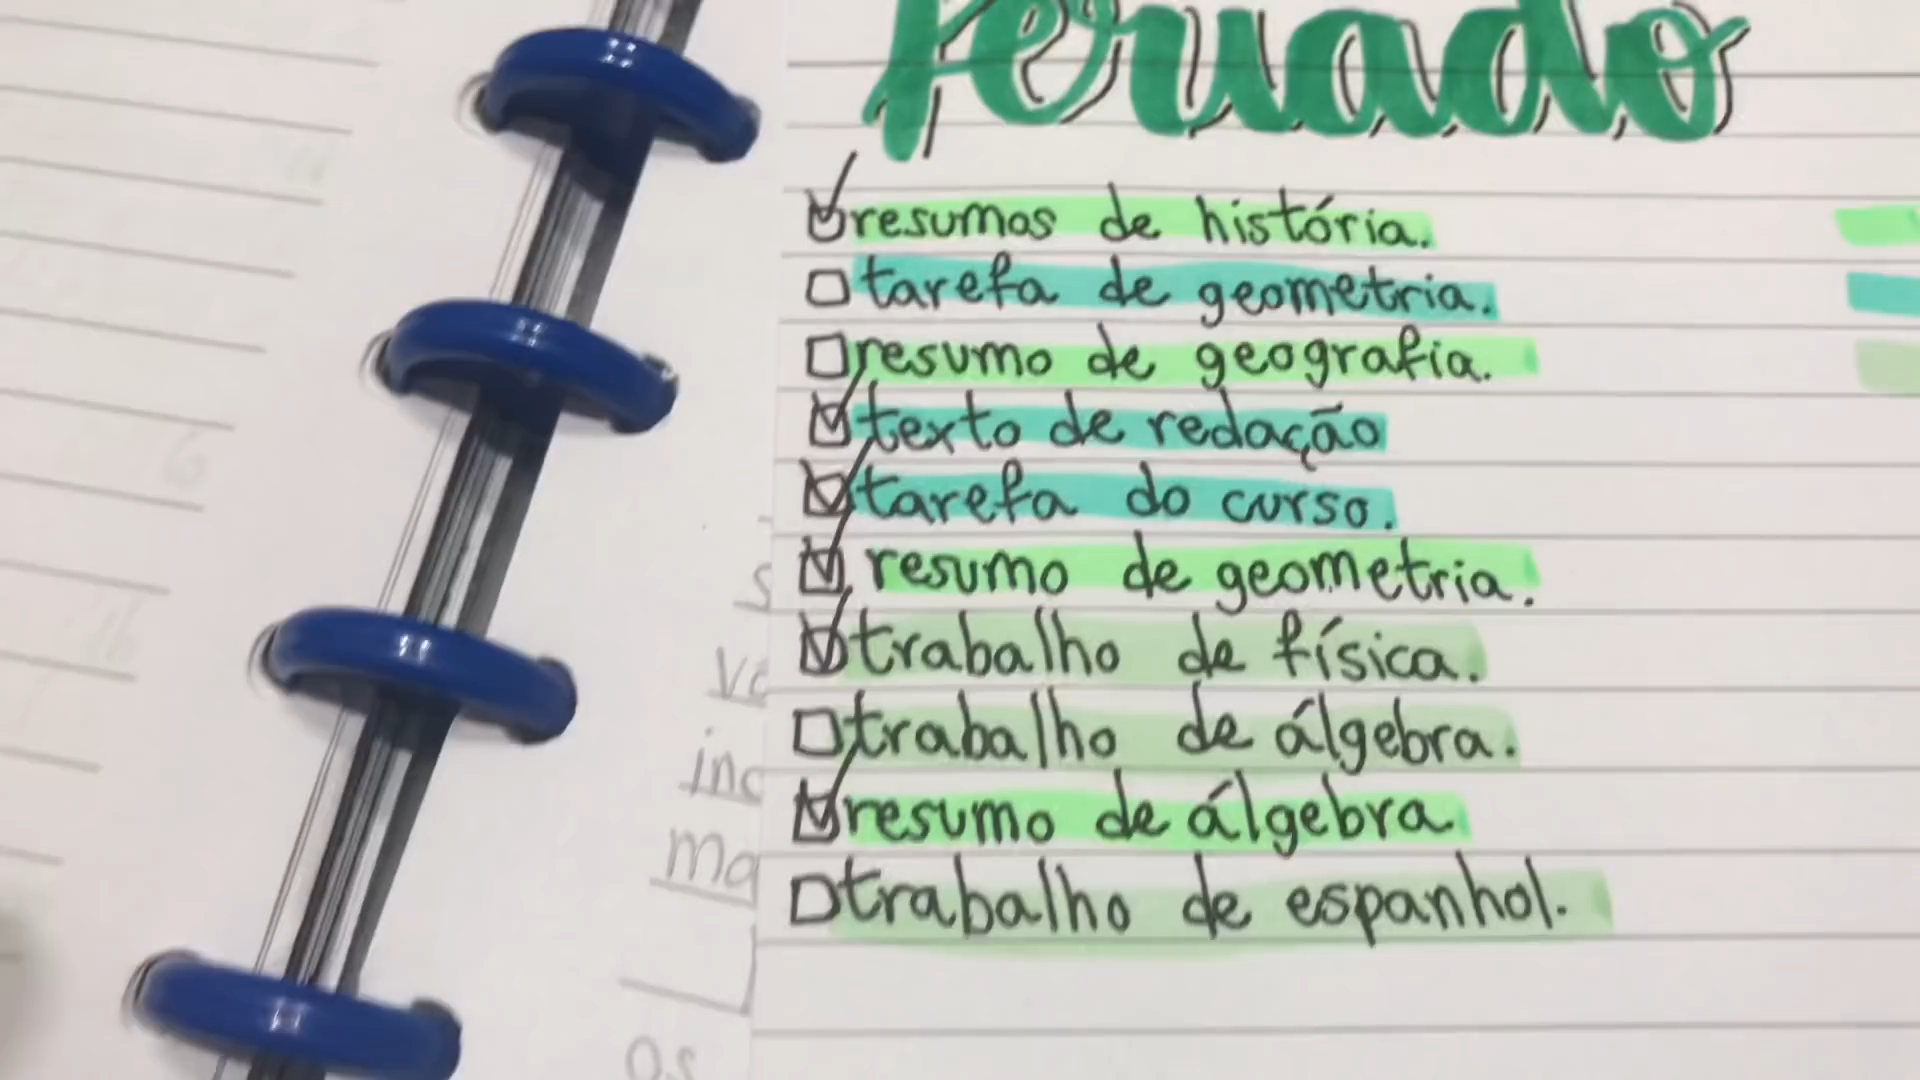 feriado
resumos de história.
tarefa de geometria.
resumo de geografia.
texto de redação
tarefa do curso.
resumo de geometria.
trabalho de física.
trabalho de álgebra.
resumo de álgebra.
trabalho de espanhol.